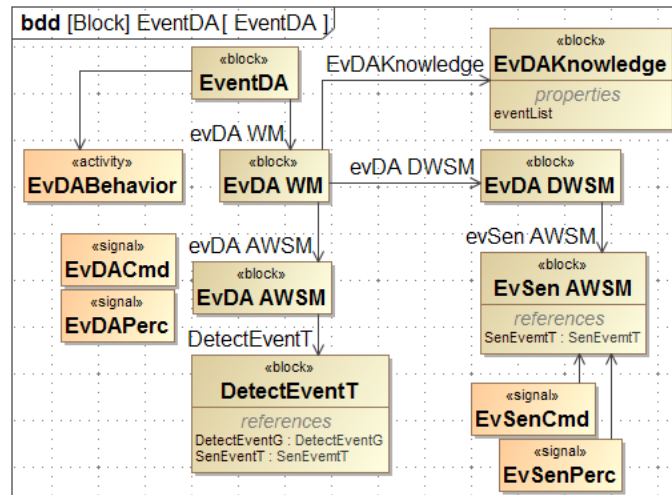 bdd [Block] EventDA[ EventDA ]
«block»
EventDA
EvDAKnowledge
«block»
EvDAKnowledge
properties
eventList
evDA WM
«activity»
EvDABehavior
«block»
EvDA WM
evDA DWSM
«block»
EvDA DWSM
«signal»
EvDACmd
«signal»
EvDAPerc
evDA AWSM
«block»
EvDA AWSM
evSen AWSM
«block»
EvSen AWSM
references
SenEvemtT : SenEvemtT
DetectEventT
«block»
DetectEventT
references
DetectEventG : DetectEventG
SenEventT : SenEvemtT
«signal»
EvSenCmd
«signal»
EvSenPerc